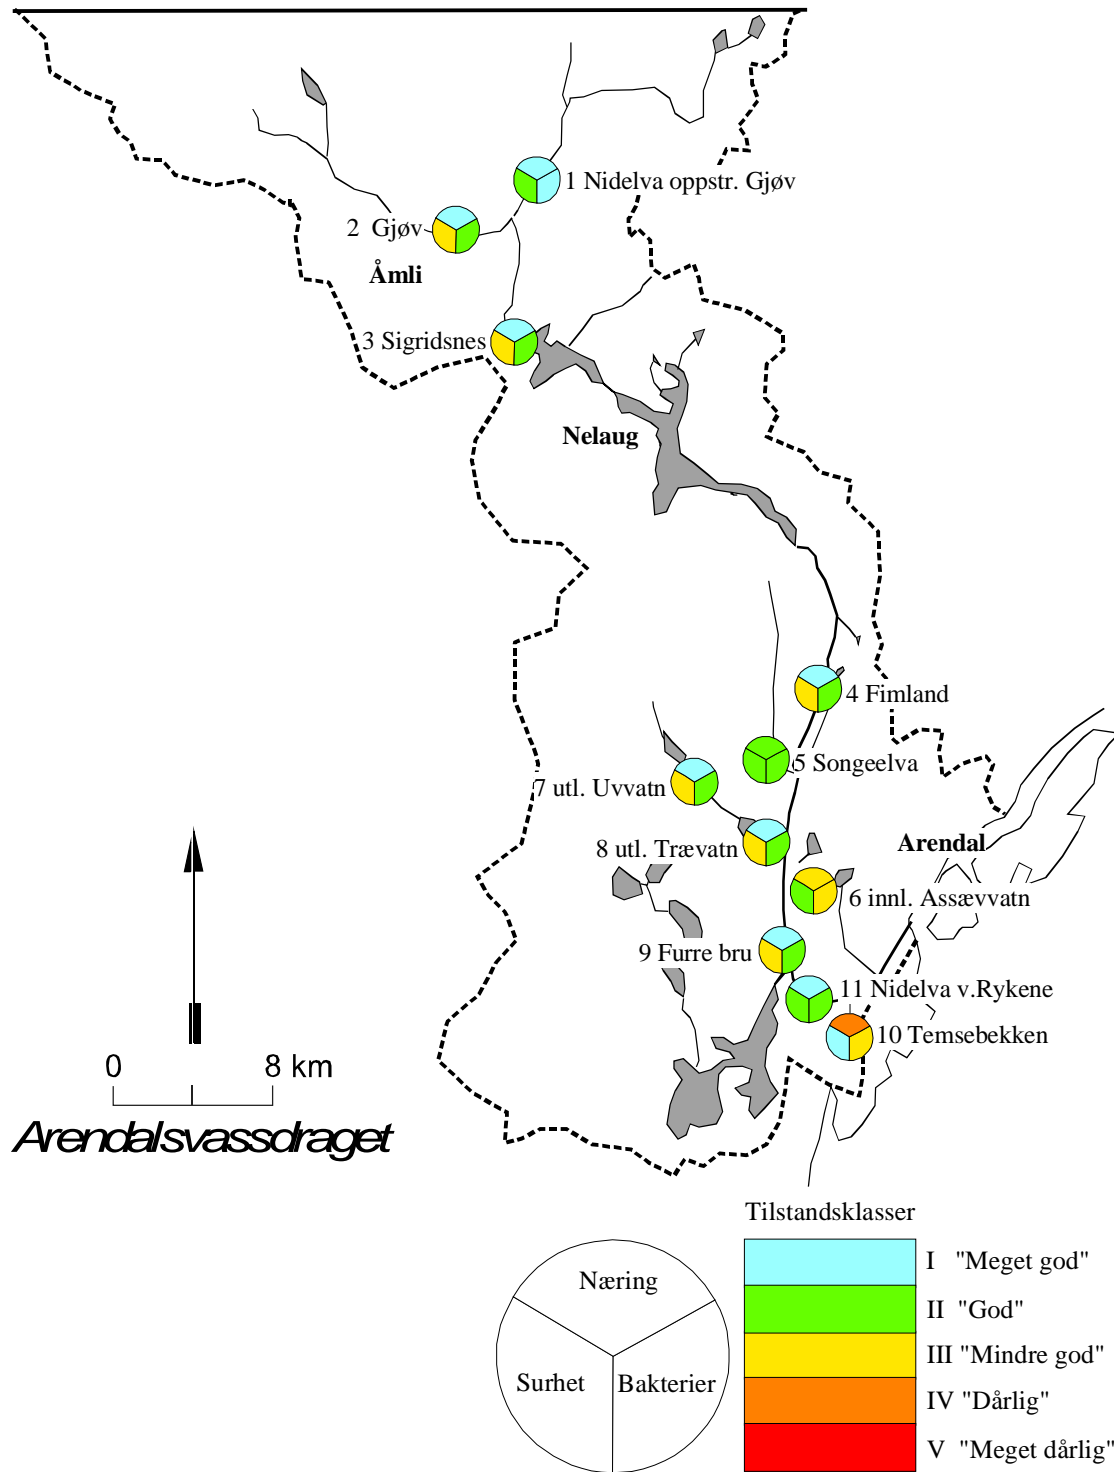 1 Nidelva oppstr. Gjøv
2 Gjøv
Åmli
3 Sigridsnes
Nelaug
4 Fimland
5 Songeelva
7 utl. Uvvatn
Arendal
8 utl. Trævatn
6 innl. Assævvatn
9 Furre bru
11 Nidelva v.Rykene
10 Temsebekken
0 8 km
Arendalsvassdraget
Tilstandsklasser
Næring
Surhet
Bakterier
I "Meget god"
II "God"
III "Mindre god"
IV "Dårlig"
V "Meget dårlig"